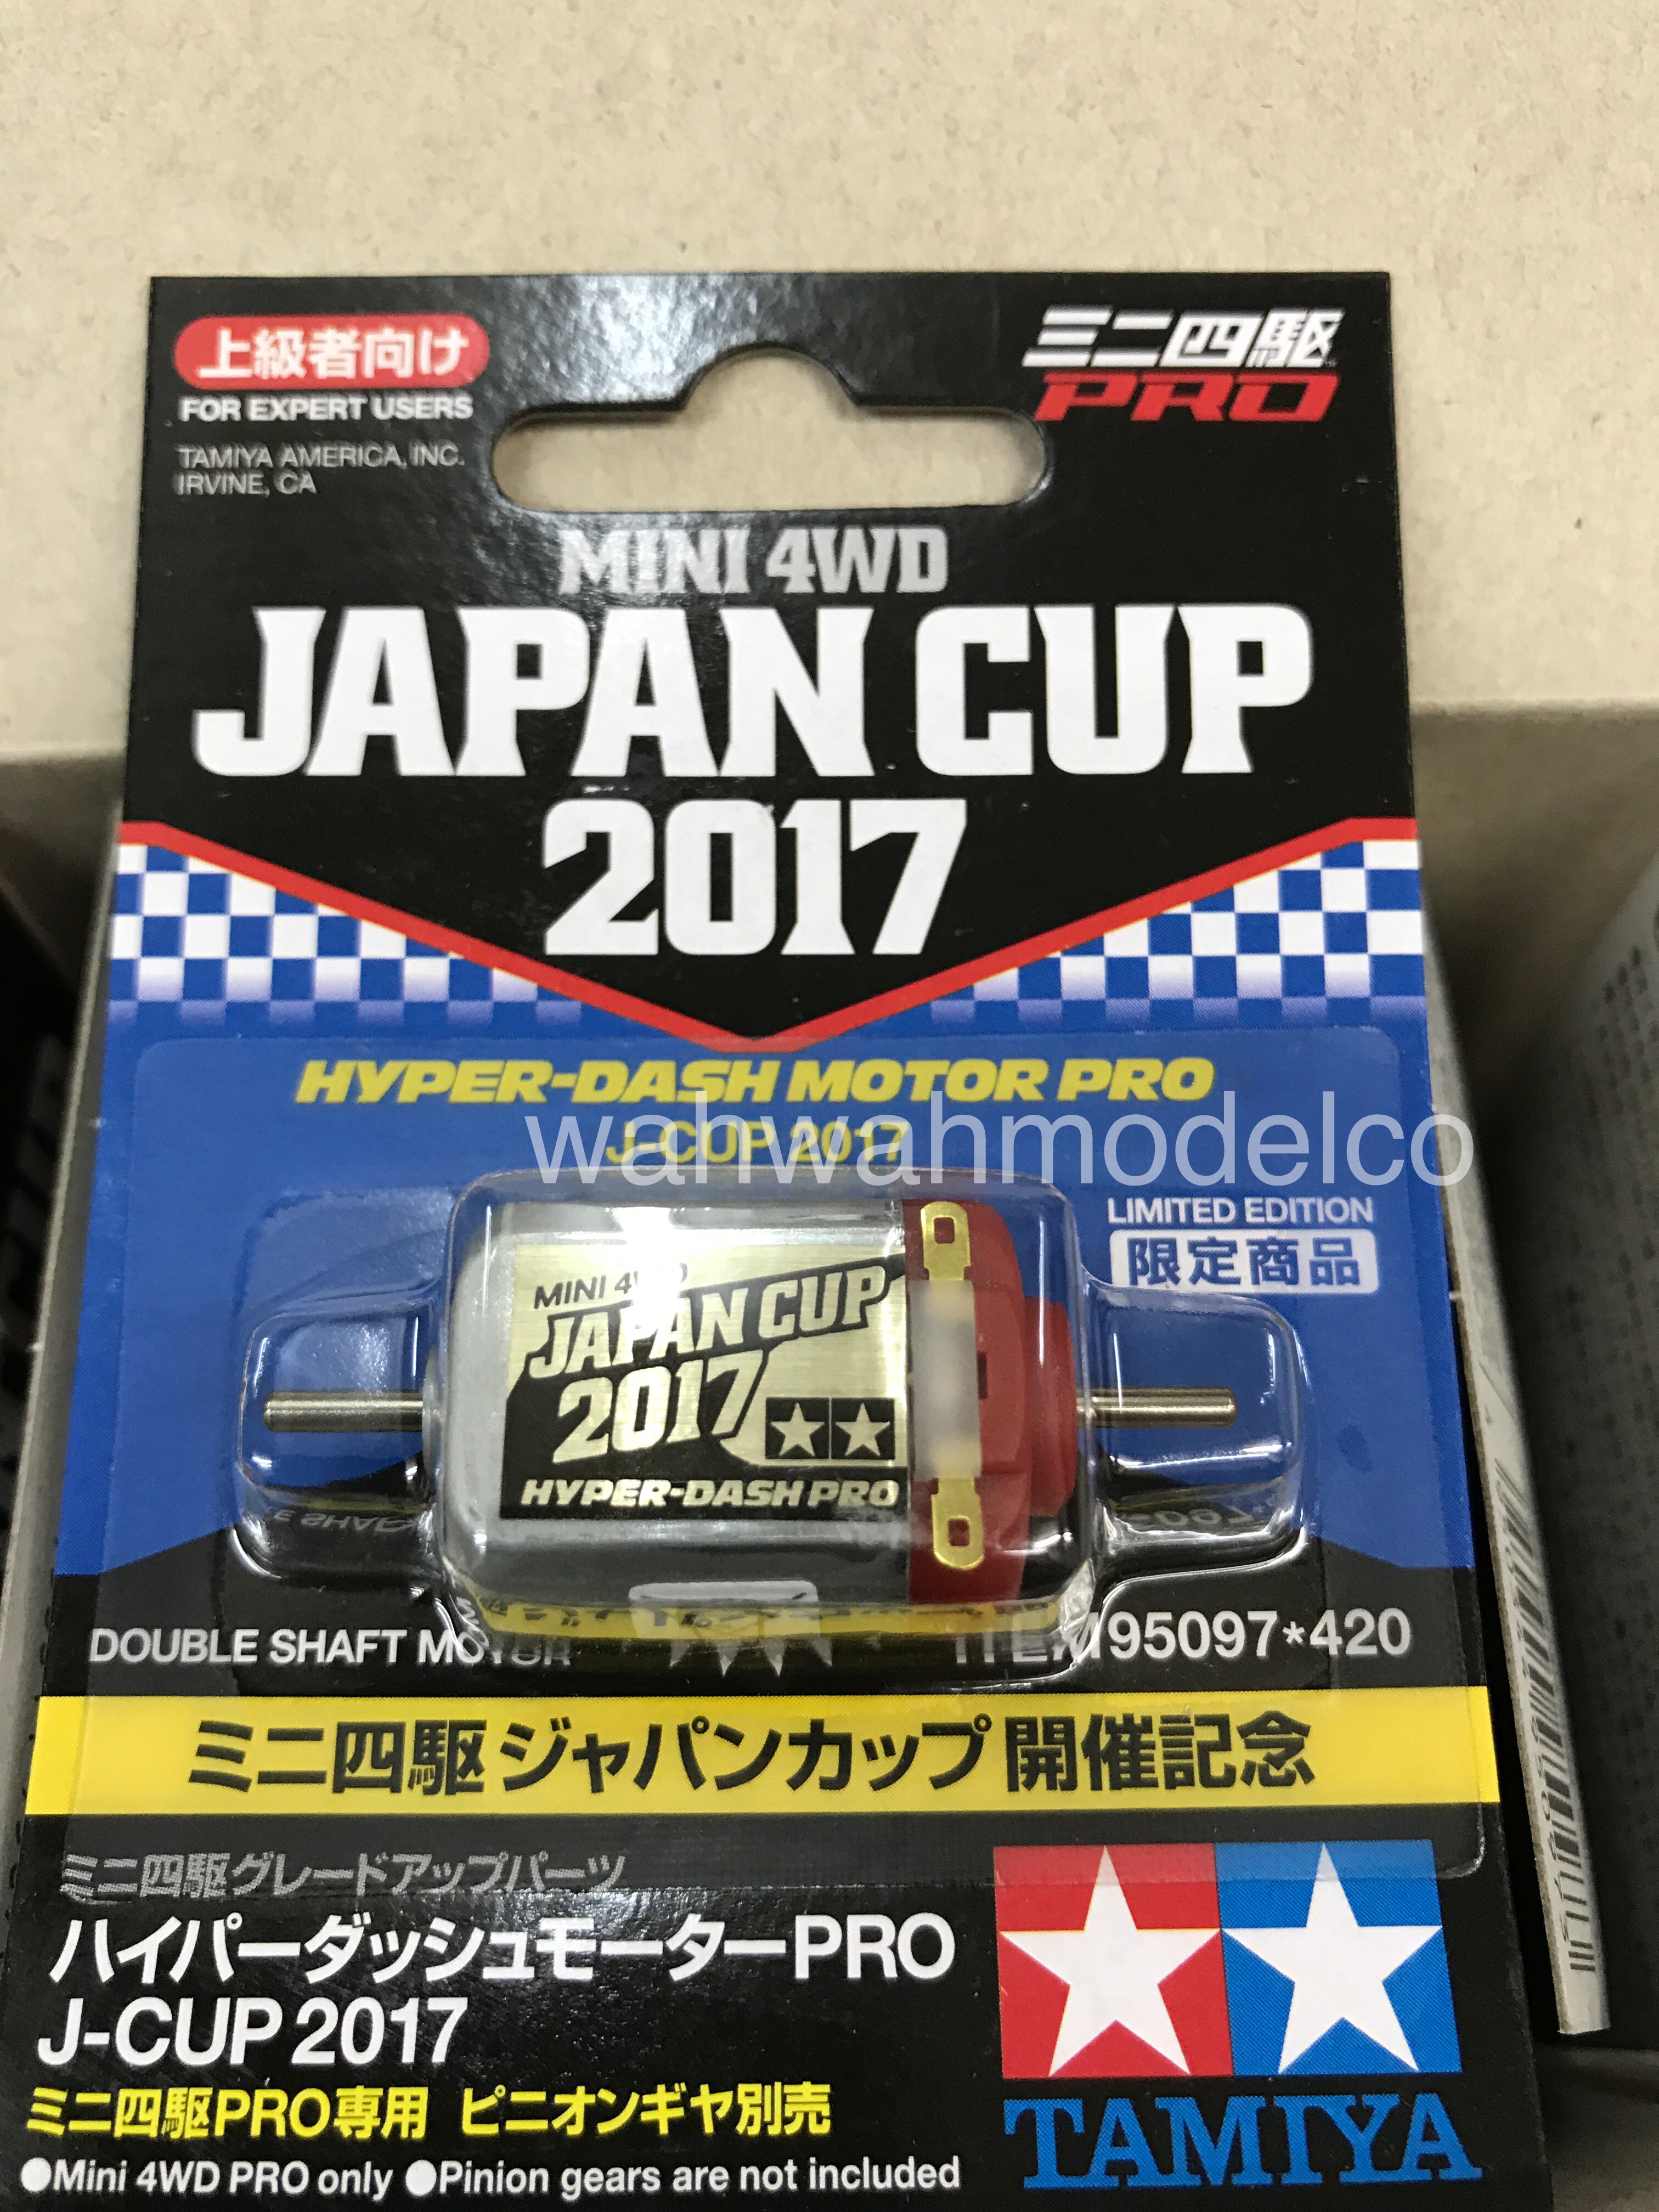 上級者向け
FOR EXPERT USERS
TAMIYA AMERICA, INC.
IRVINE, CA
ミニ四駆
PRO
MINI 4WD
JAPAN CUP
2017
HYPER-DASH MOTOR PRO
J-CUP 2017
wahwahmodelco
LIMITED EDITION
限定商品
MINI 4WD
JAPAN CUP
2017
HYPER-DASH PRO
DOUBLE SHAFT MOTOR
ITEM 95097*420
ミニ四駆 ジャパンカップ 開催記念
ミニ四駆グレードアップパーツ
ハイパーダッシュモーターPRO
J-CUP 2017
ミニ四駆PRO専用 ピニオンギヤ別売
●Mini 4WD PRO only ●Pinion gears are not included
TAMIYA